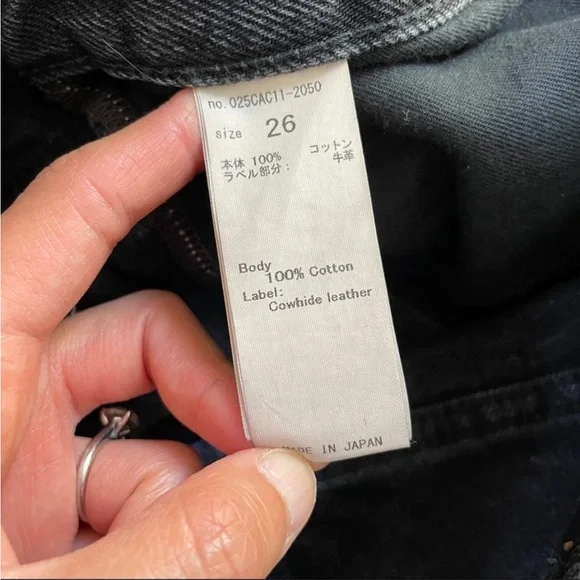 no.025CAC11-2050
size 26
本体 100% コットン
ラベル部分: 牛革
Body
100% Cotton
Label:
Cowhide leather
MADE IN JAPAN